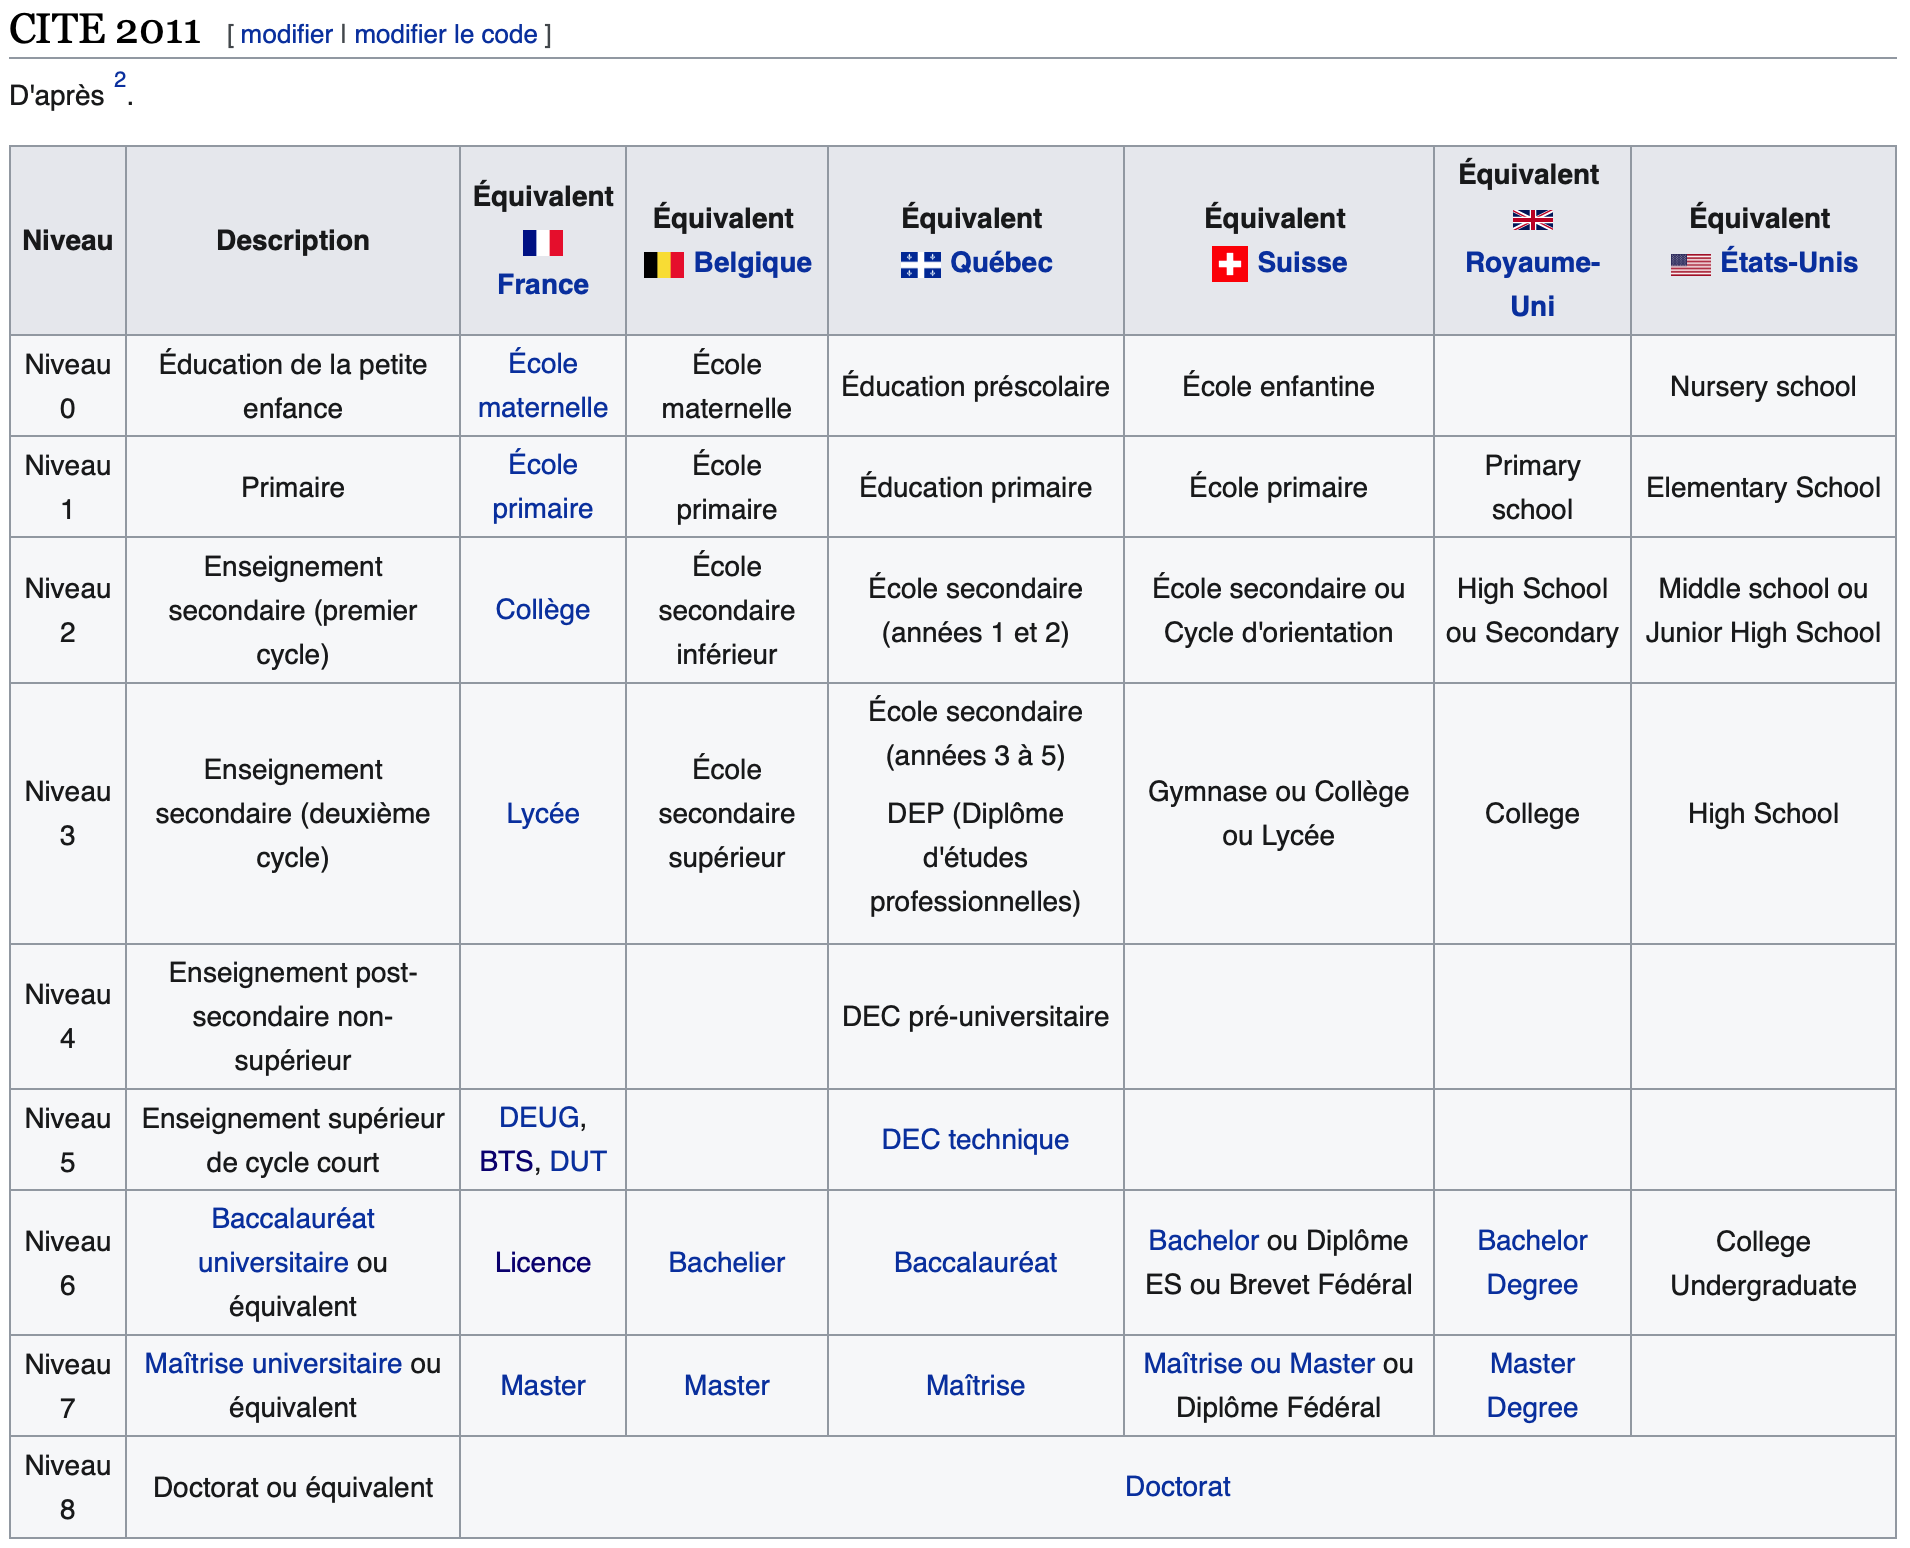 CITE 2011 [ modifier | modifier le code ]
D'après 2.
Niveau
Description
Équivalent
France
Équivalent
Belgique
Équivalent
Québec
Équivalent
Suisse
Équivalent
Royaume-
Uni
Équivalent
États-Unis
Niveau
0
Éducation de la petite
enfance
École
maternelle
École
maternelle
Éducation préscolaire
École enfantine
Nursery school
Niveau
1
Primaire
École
primaire
École
primaire
Éducation primaire
École primaire
Primary
school
Elementary School
Niveau
2
Enseignement
secondaire (premier
cycle)
Collège
École
secondaire
inférieur
École secondaire
(années 1 et 2)
École secondaire ou
Cycle d'orientation
High School
ou Secondary
Middle school ou
Junior High School
Niveau
3
Enseignement
secondaire (deuxième
cycle)
Lycée
École
secondaire
supérieur
École secondaire
(années 3 à 5)
DEP (Diplôme
d'études
professionnelles)
Gymnase ou Collège
ou Lycée
College
High School
Niveau
4
Enseignement post-
secondaire non-
supérieur
DEC pré-universitaire
Niveau
5
Enseignement supérieur
de cycle court
DEUG,
BTS, DUT
DEC technique
Niveau
6
Baccalauréat
universitaire ou
équivalent
Licence
Bachelier
Baccalauréat
Bachelor ou Diplôme
ES ou Brevet Fédéral
Bachelor
Degree
College
Undergraduate
Niveau
7
Maîtrise universitaire ou
équivalent
Master
Master
Maîtrise
Maîtrise ou Master ou
Diplôme Fédéral
Master
Degree
Niveau
8
Doctorat ou équivalent
Doctorat